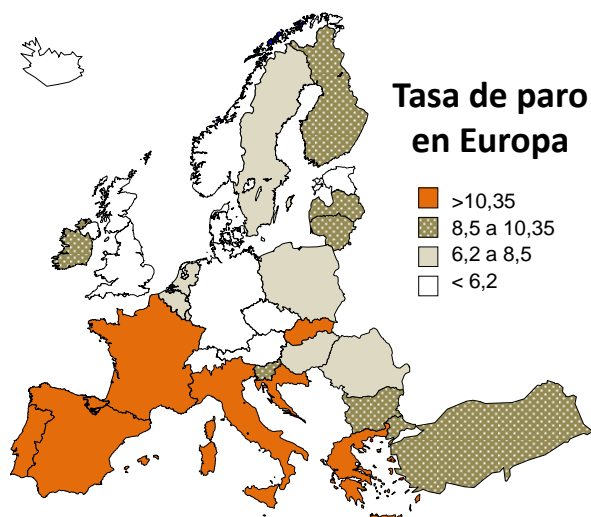 Tasa de paro
en Europa
>10,35
8,5 a 10,35
6,2 a 8,5
< 6,2